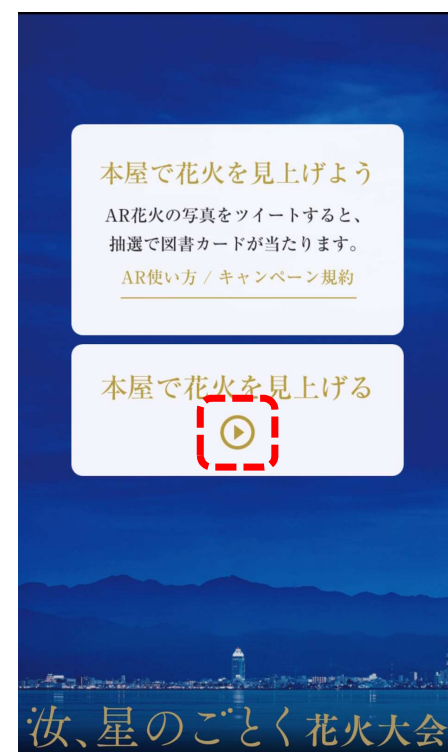 本屋で花火を見上げよう
AR花火の写真をツイートすると、
抽選で図書カードが当たります。
AR使い方 / キャンペーン規約
本屋で花火を見上げる
汝、星のごとく花火大会